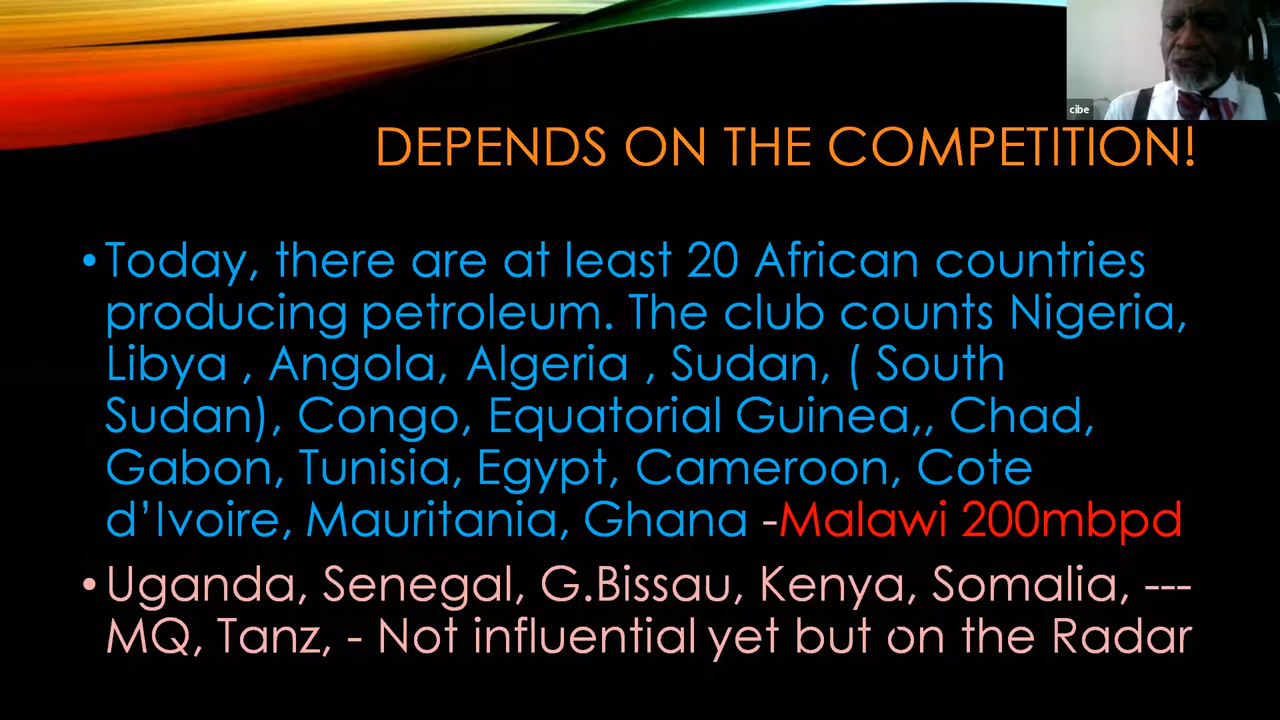 cibe
DEPENDS ON THE COMPETITION!
•Today, there are at least 20 African countries
producing petroleum. The club counts Nigeria,
Libya , Angola, Algeria , Sudan, ( South
Sudan), Congo, Equatorial Guinea,, Chad,
Gabon, Tunisia, Egypt, Cameroon, Cote
d’Ivoire, Mauritania, Ghana -Malawi 200mbpd
•Uganda, Senegal, G.Bissau, Kenya, Somalia, ---
MQ, Tanz, - Not influential yet but on the Radar